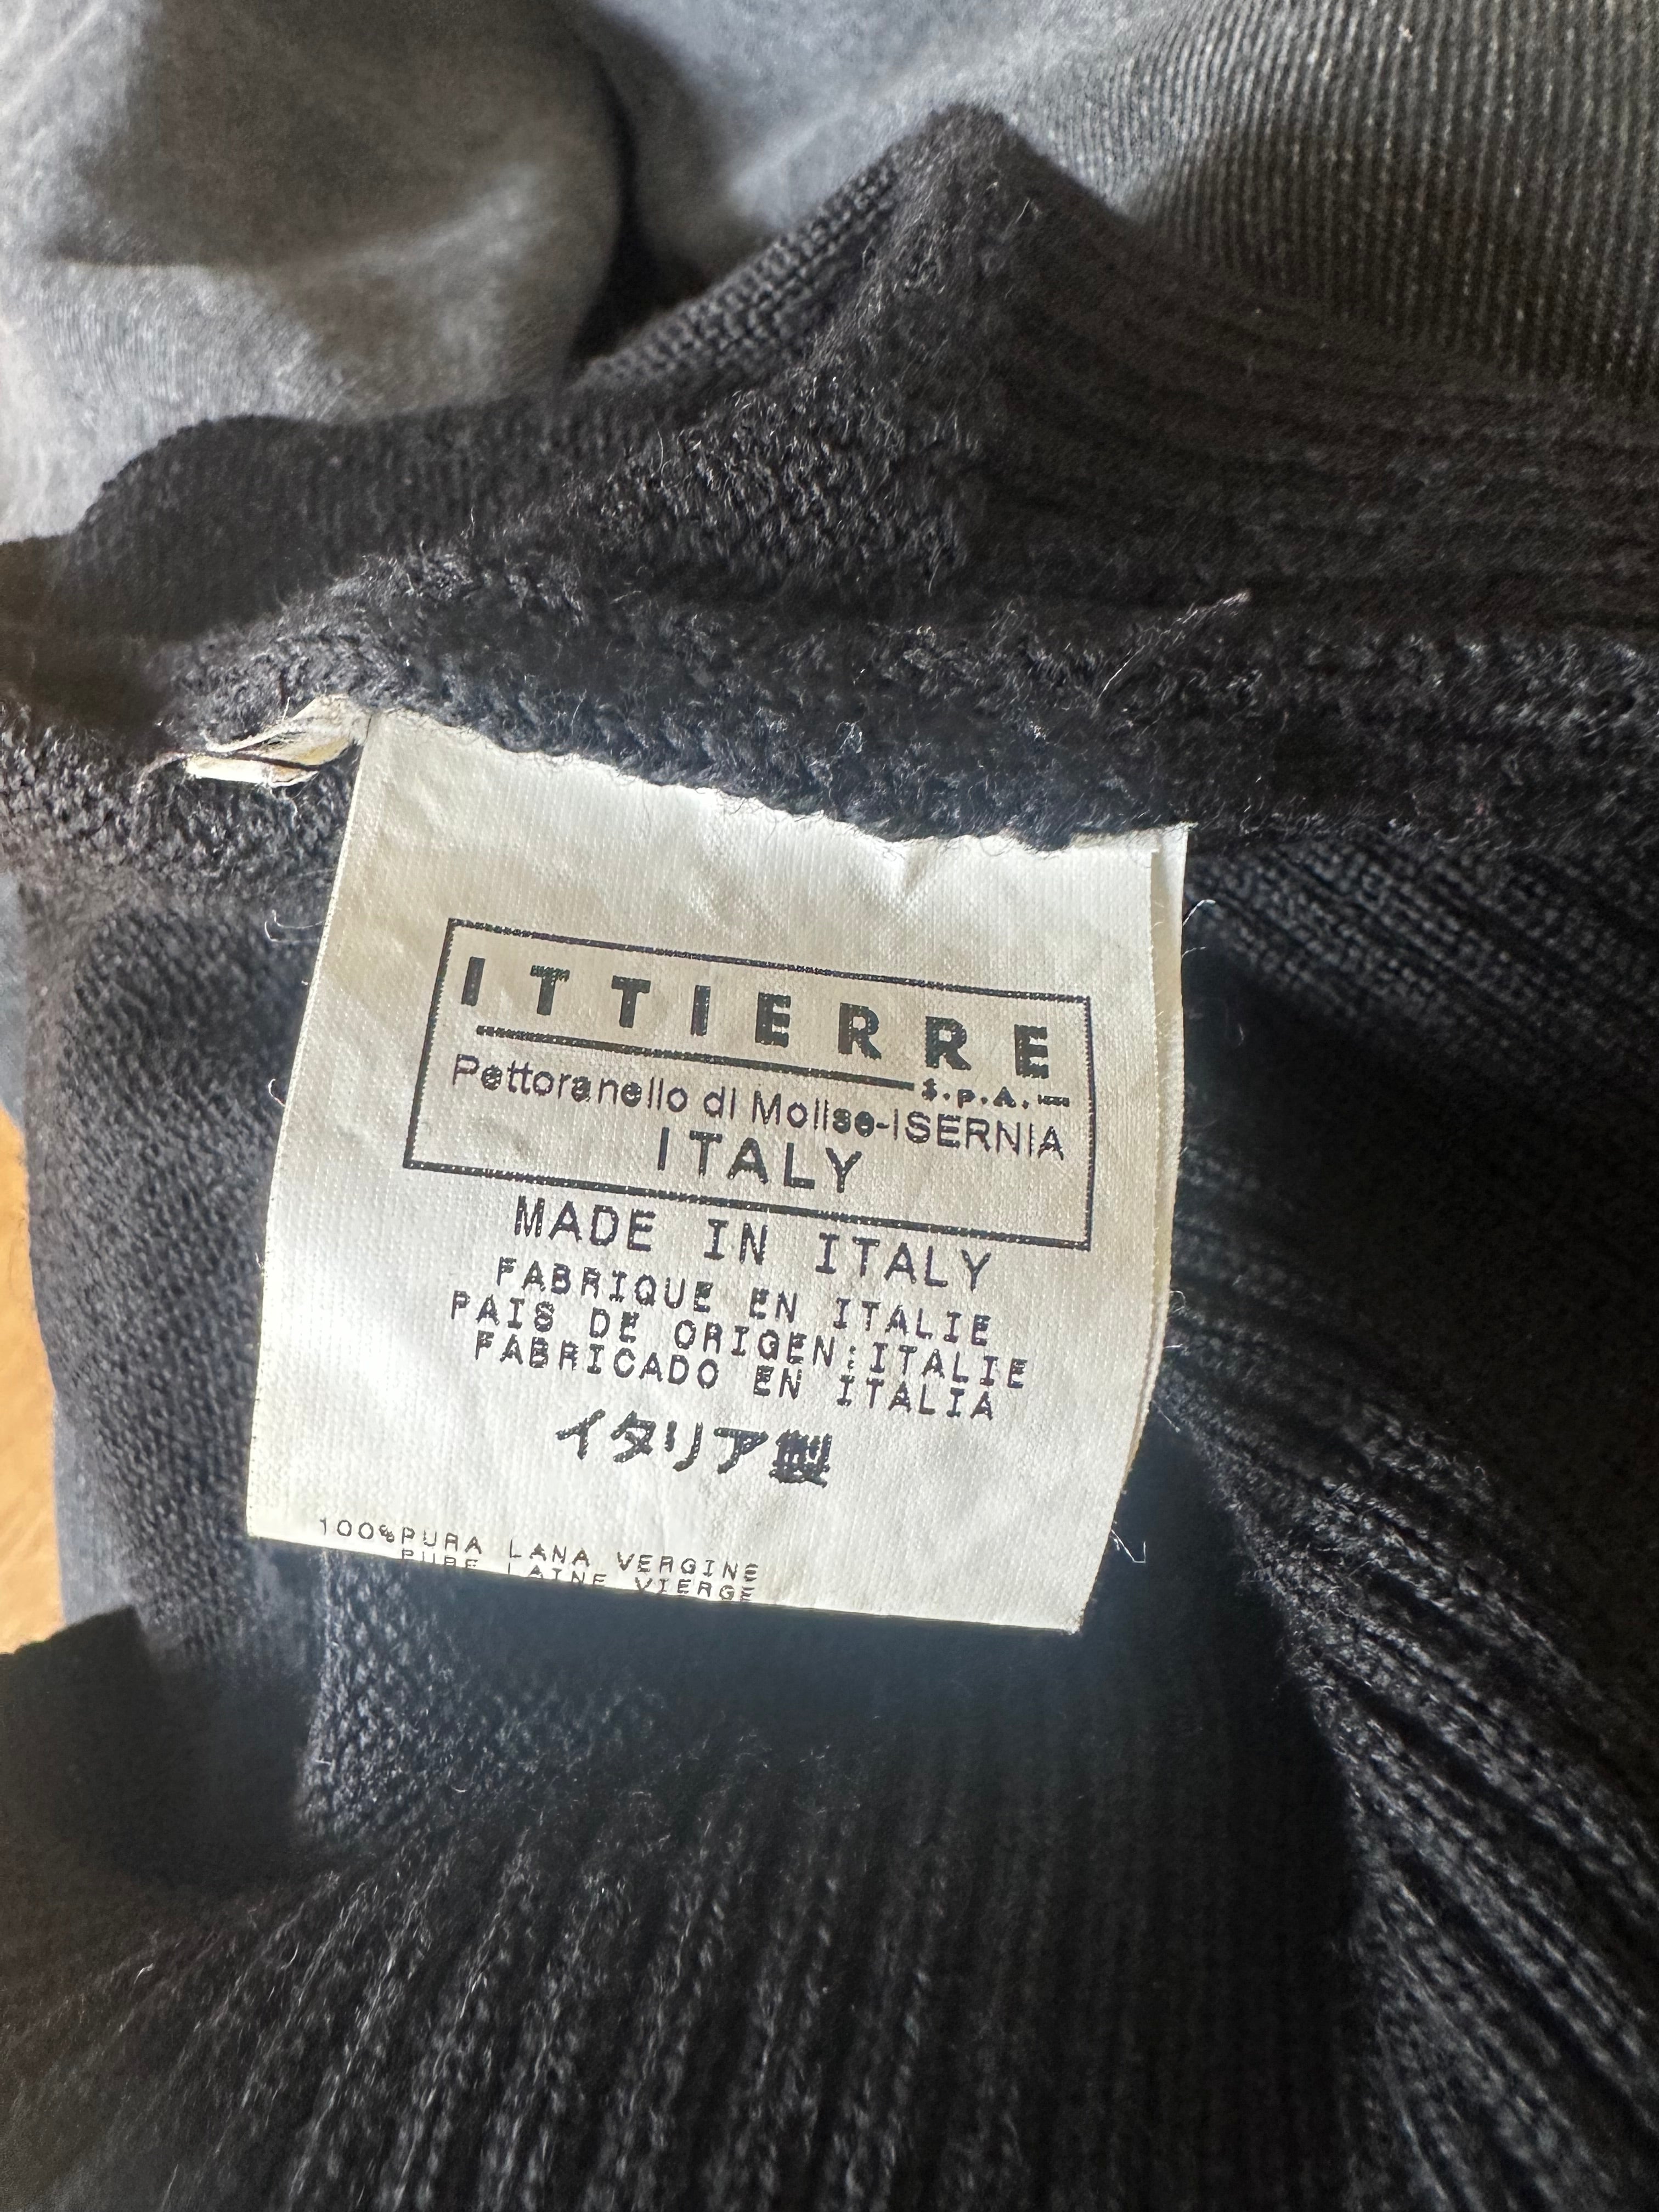 ITTIERRE
S.p.A.
Pettoranello di Molise-ISERNIA
ITALY
MADE IN ITALY
FABRIQUE EN ITALIE
PAIS DE ORIGEN:ITALIE
FABRICADO EN ITALIA
イタリア製
100%PURA LANA VERGINE
PURE LAINE VIERGE